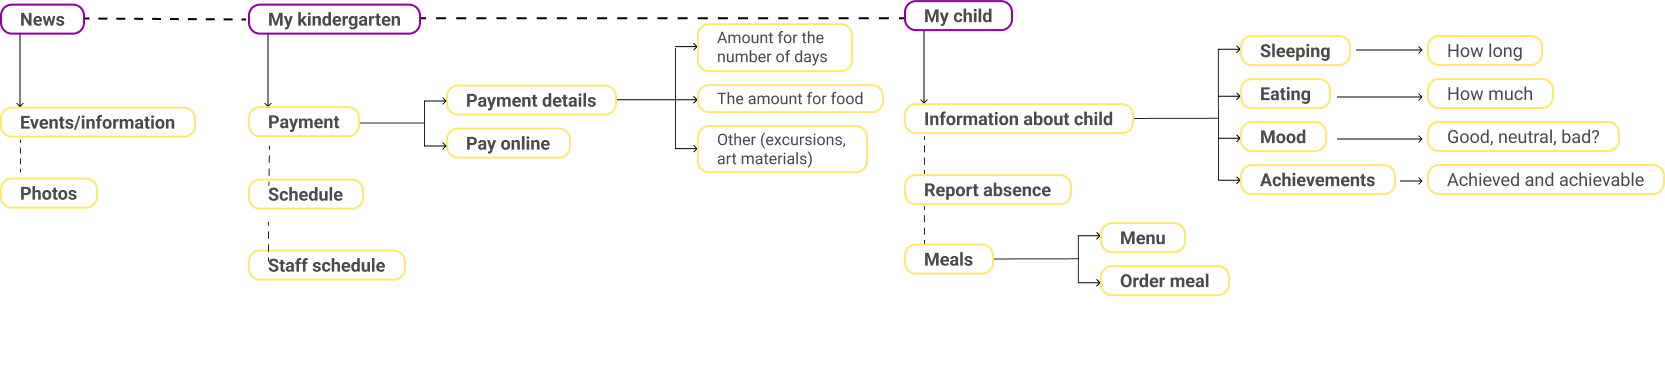 News
My kindergarten
My child
Events/information
Photos
Payment
Schedule
Staff schedule
Payment details
Pay online
Amount for the
number of days
The amount for food
Other (excursions,
art materials)
Information about child
Report absence
Meals
Menu
Order meal
Sleeping
How long
Eating
How much
Mood
Good, neutral, bad?
Achievements
Achieved and achievable